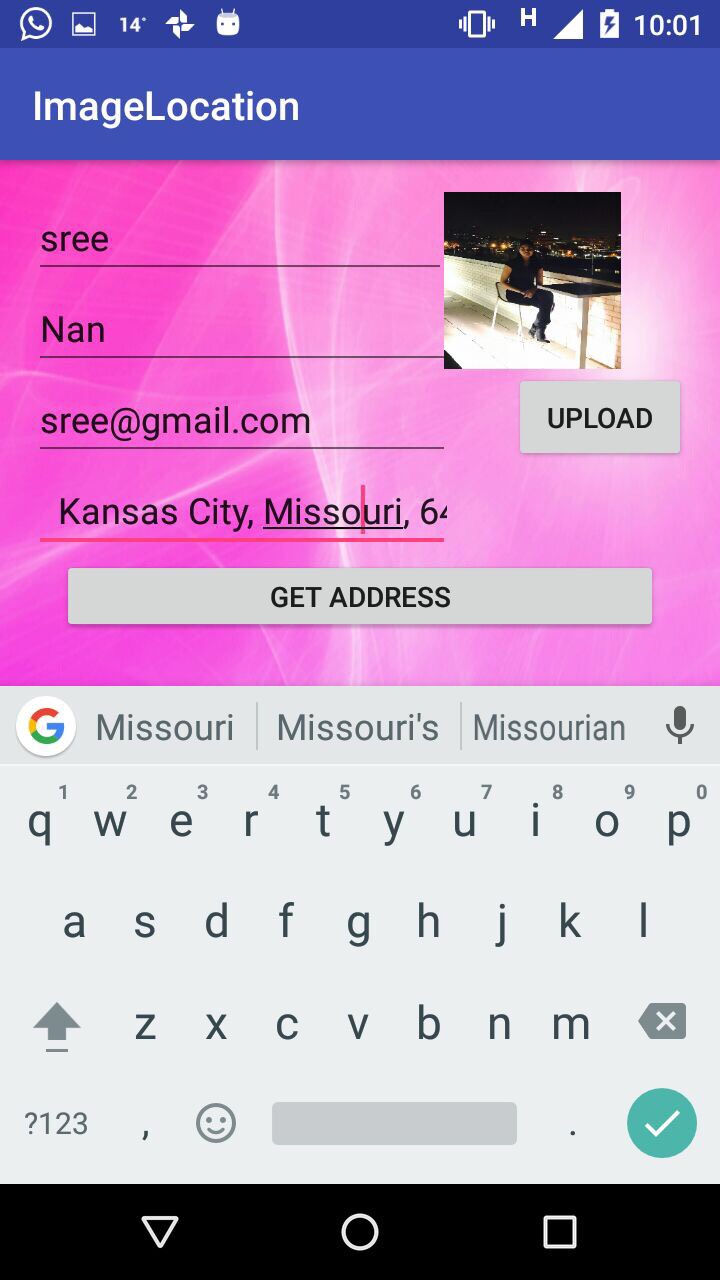 14° H 10:01
ImageLocation
sree
Nan
sree@gmail.com
UPLOAD
Kansas City, Missouri, 64
GET ADDRESS
G Missouri Missouri's Missourian
1 2 3 4 5 6 7 8 9 0
q w e r t y u i o p
a s d f g h j k l
z x c v b n m
?123 , .